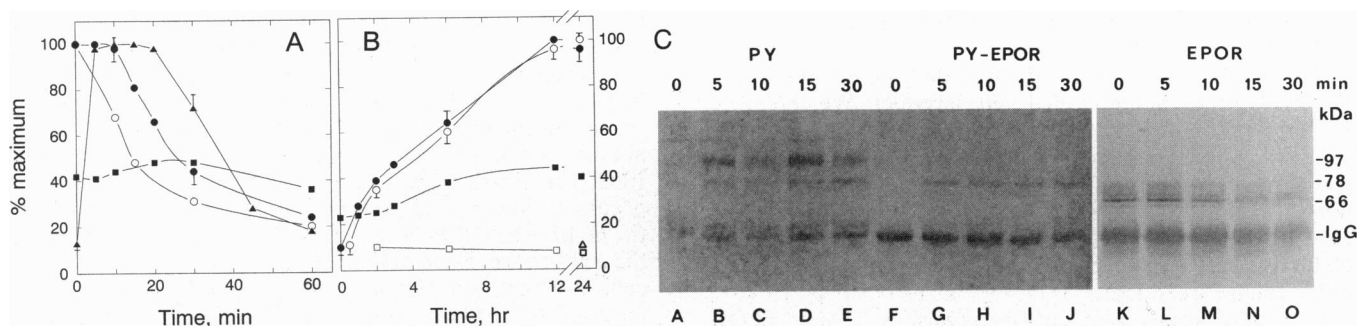 A
% maximum
100
80
60
40
20
0
0
20
40
60
Time, min
B
100
80
60
40
20
0
0
4
8
12
24
Time, hr
C
PY
PY-EPOR
EPOR
0 5 10 15 30 0 5 10 15 30 0 5 10 15 30 min
kDa
-97
-78
-66
-IgG
A B C D E F G H I J K L M N O